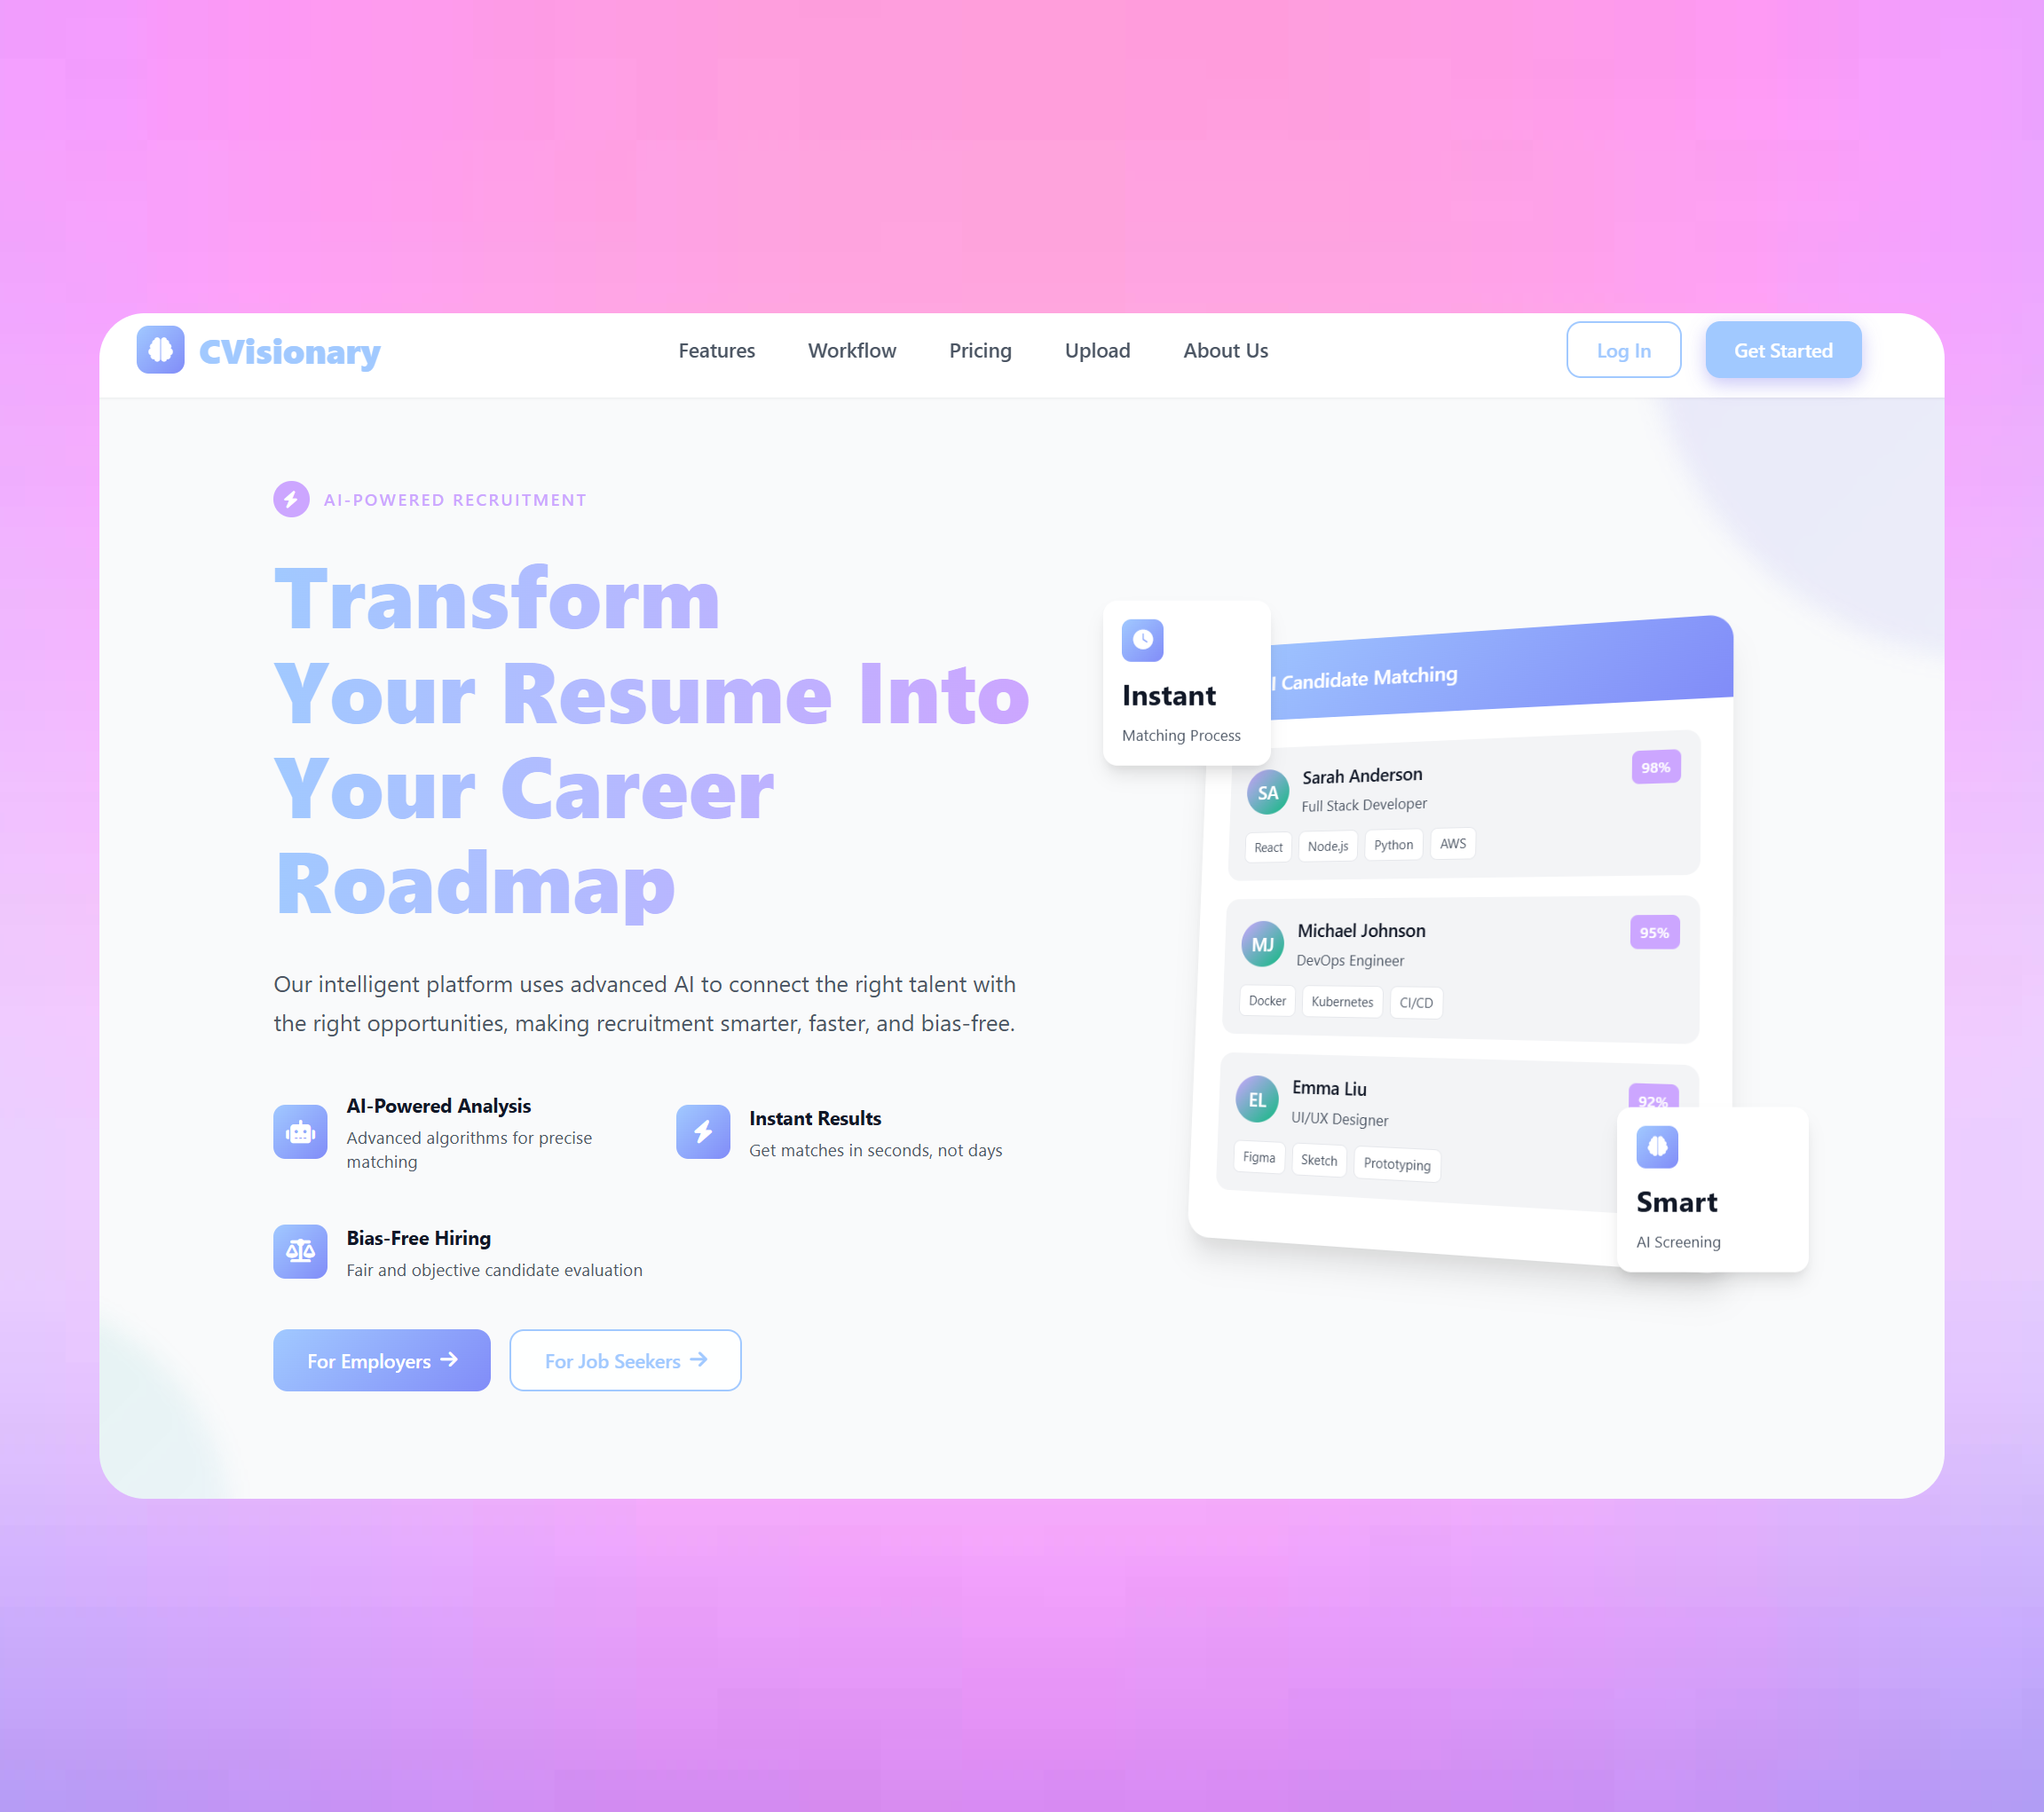 CVisionary
Features
Workflow
Pricing
Upload
About Us
Log In
Get Started
AI-POWERED RECRUITMENT
Transform
Your Resume Into
Your Career
Roadmap
Our intelligent platform uses advanced AI to connect the right talent with
the right opportunities, making recruitment smarter, faster, and bias-free.
AI-Powered Analysis
Advanced algorithms for precise
matching
Instant Results
Get matches in seconds, not days
Bias-Free Hiring
Fair and objective candidate evaluation
For Employers
For Job Seekers
Instant
Matching Process
Candidate Matching
SA
Sarah Anderson
Full Stack Developer
98%
React
Node.js
Python
AWS
MJ
Michael Johnson
DevOps Engineer
95%
Docker
Kubernetes
CI/CD
EL
Emma Liu
UI/UX Designer
92%
Figma
Sketch
Prototyping
Smart
AI Screening